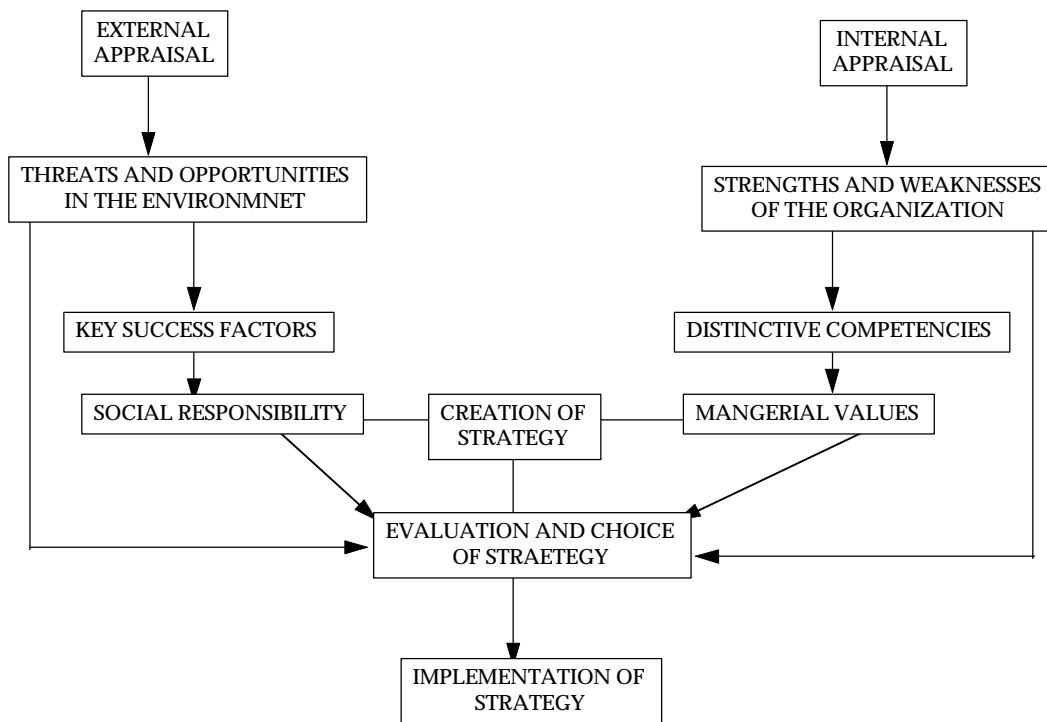 EXTERNAL
APPRAISAL
INTERNAL
APPRAISAL
THREATS AND OPPORTUNITIES
IN THE ENVIRONMNET
STRENGTHS AND WEAKNESSES
OF THE ORGANIZATION
KEY SUCCESS FACTORS
DISTINCTIVE COMPETENCIES
SOCIAL RESPONSIBILITY
CREATION OF
STRATEGY
MANGERIAL VALUES
EVALUATION AND CHOICE
OF STRAETEGY
IMPLEMENTATION OF
STRATEGY